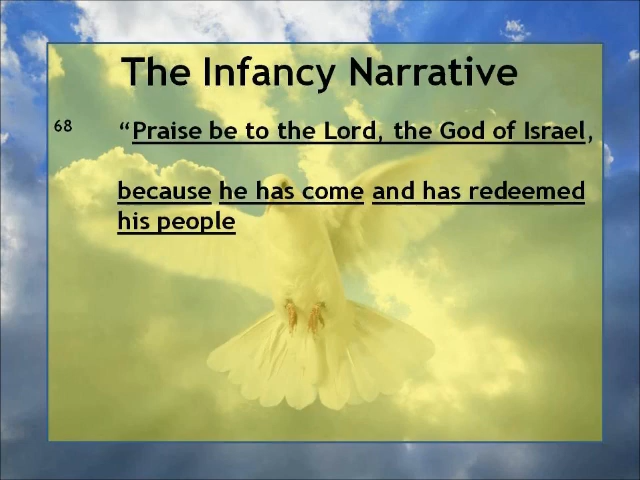 The Infancy Narrative
68 “Praise be to the Lord, the God of Israel,
because he has come and has redeemed
his people